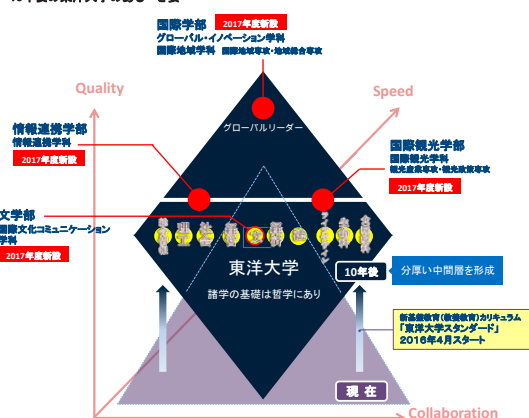 国際学部 2017年度新設
グローバル・イノベーション学科
国際地域学科 国際地域専攻・地域総合専攻
Quality
Speed
グローバルリーダー
情報連携学部
情報連携学科
2017年度新設
国際観光学部
国際観光学科
観光産業専攻・観光政策専攻
2017年度新設
文学部
国際文化コミュニケーション
学科
2017年度新設
文
ライフデザイン
東洋大学
10年後
分厚い中間層を形成
諸学の基礎は哲学にあり
新基盤教育(教養教育)カリキュラム
「東洋大学スタンダード」
2016年4月スタート
現在
Collaboration